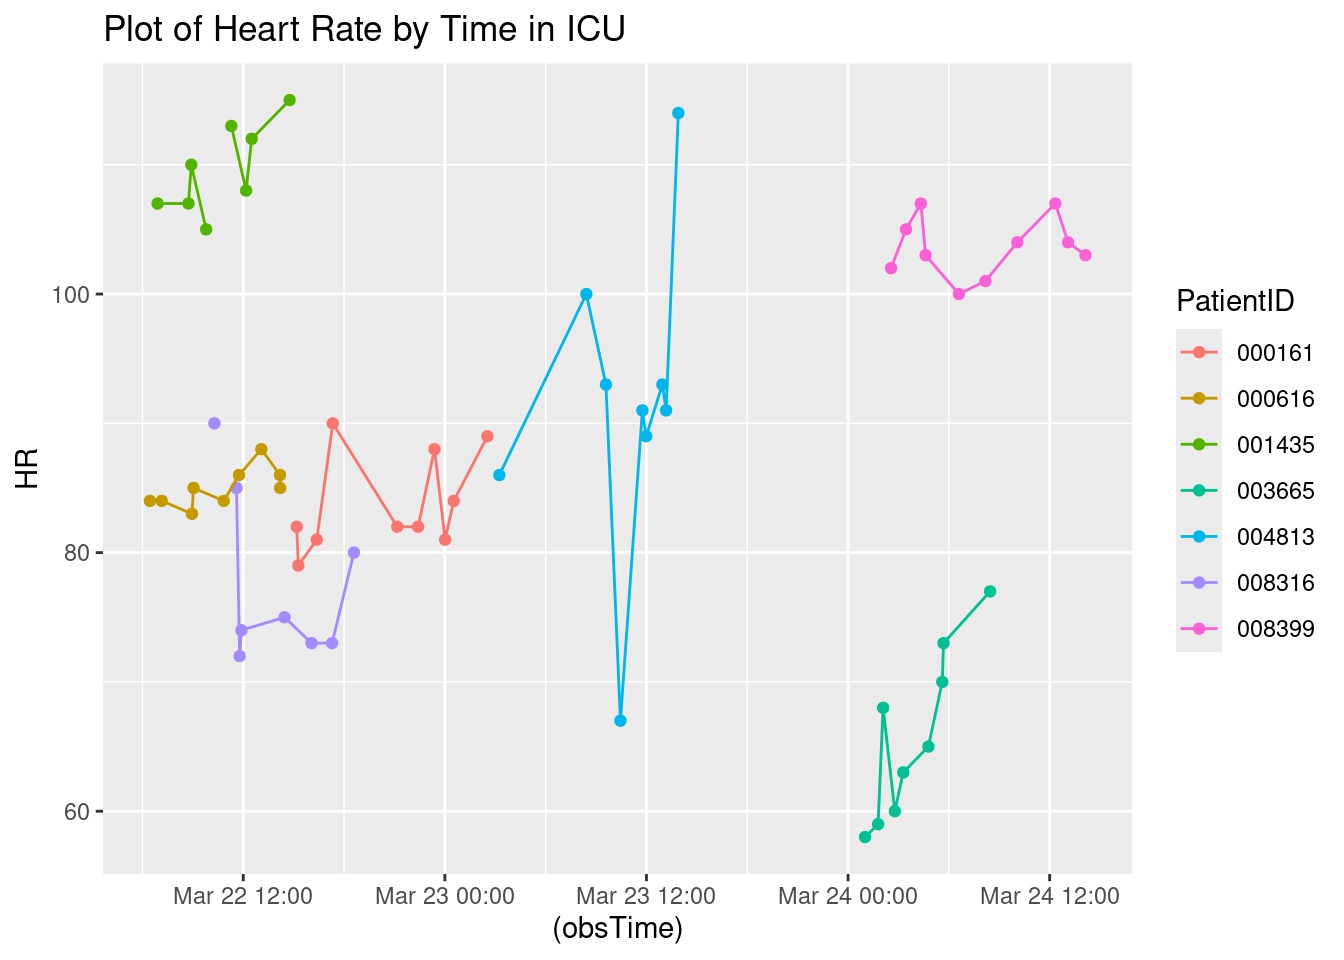 Plot of Heart Rate by Time in ICU
HR
100
80
60
Mar 22 12:00 Mar 23 00:00 Mar 23 12:00 Mar 24 00:00 Mar 24 12:00
(obsTime)
PatientID
000161
000616
001435
003665
004813
008316
008399